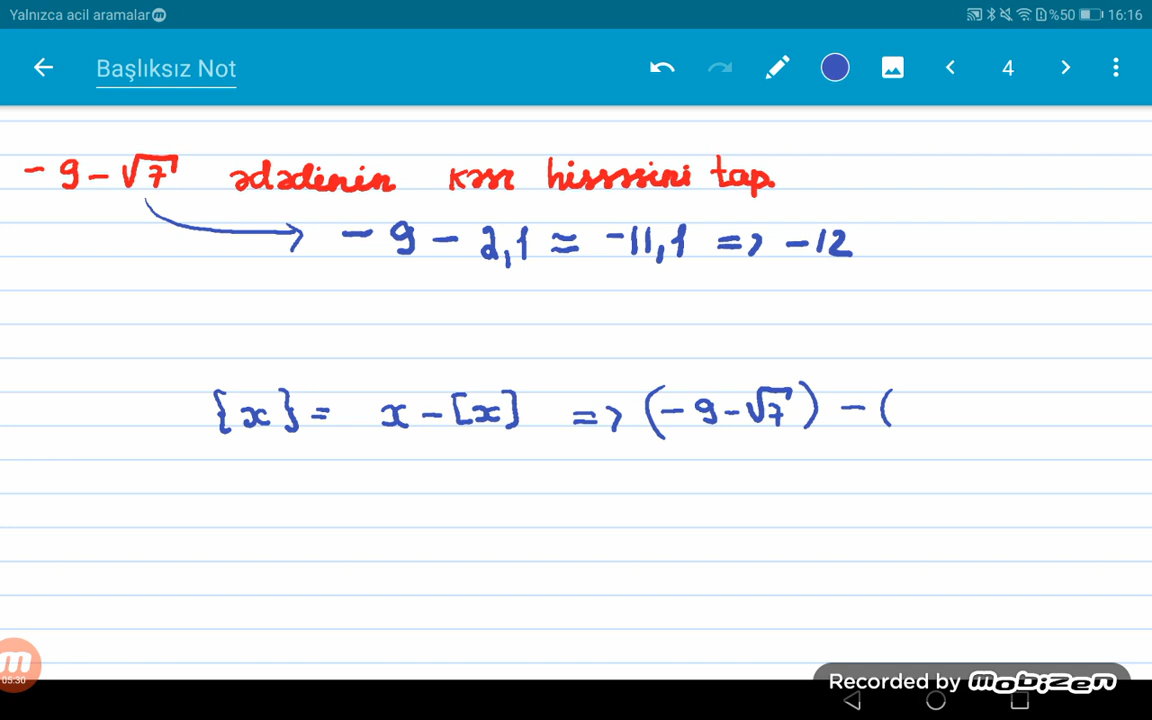 Yalnızca acil aramalar
%50 16:16
Başlıksız Not
4
-9-√7 ədədinin kəsr hisssini tap.
-9-2,1≈-11,1 => -12
{x}= x-[x] => (-9-√7)-(
05:30
Recorded by mobizen